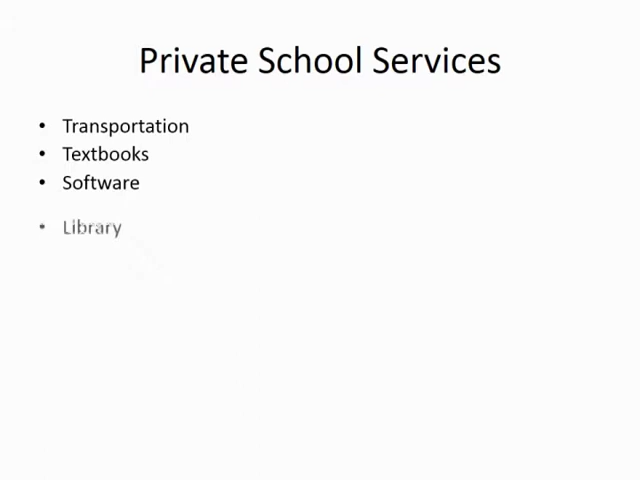 Private School Services
• Transportation
• Textbooks
• Software
• Library